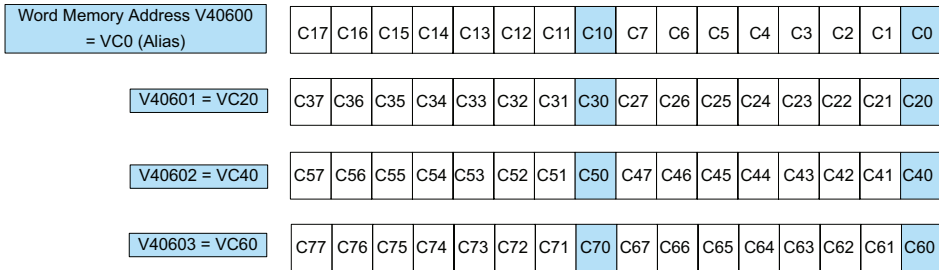 Word Memory Address V40600
= VC0 (Alias)
C17 C16 C15 C14 C13 C12 C11 C10 C7 C6 C5 C4 C3 C2 C1 C0
V40601 = VC20
C37 C36 C35 C34 C33 C32 C31 C30 C27 C26 C25 C24 C23 C22 C21 C20
V40602 = VC40
C57 C56 C55 C54 C53 C52 C51 C50 C47 C46 C45 C44 C43 C42 C41 C40
V40603 = VC60
C77 C76 C75 C74 C73 C72 C71 C70 C67 C66 C65 C64 C63 C62 C61 C60